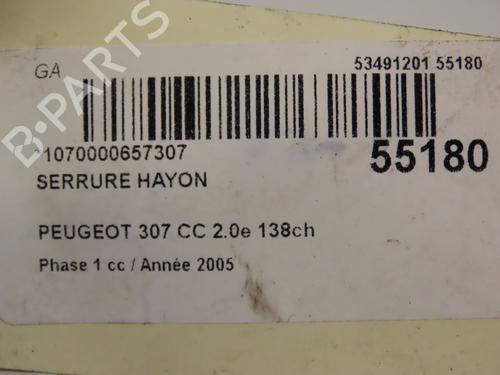 GA
53491201 55180
B-PARTS
1070000657307
55180
SERRURE HAYON
PEUGEOT 307 CC 2.0e 138ch
Phase 1 cc / Année 2005